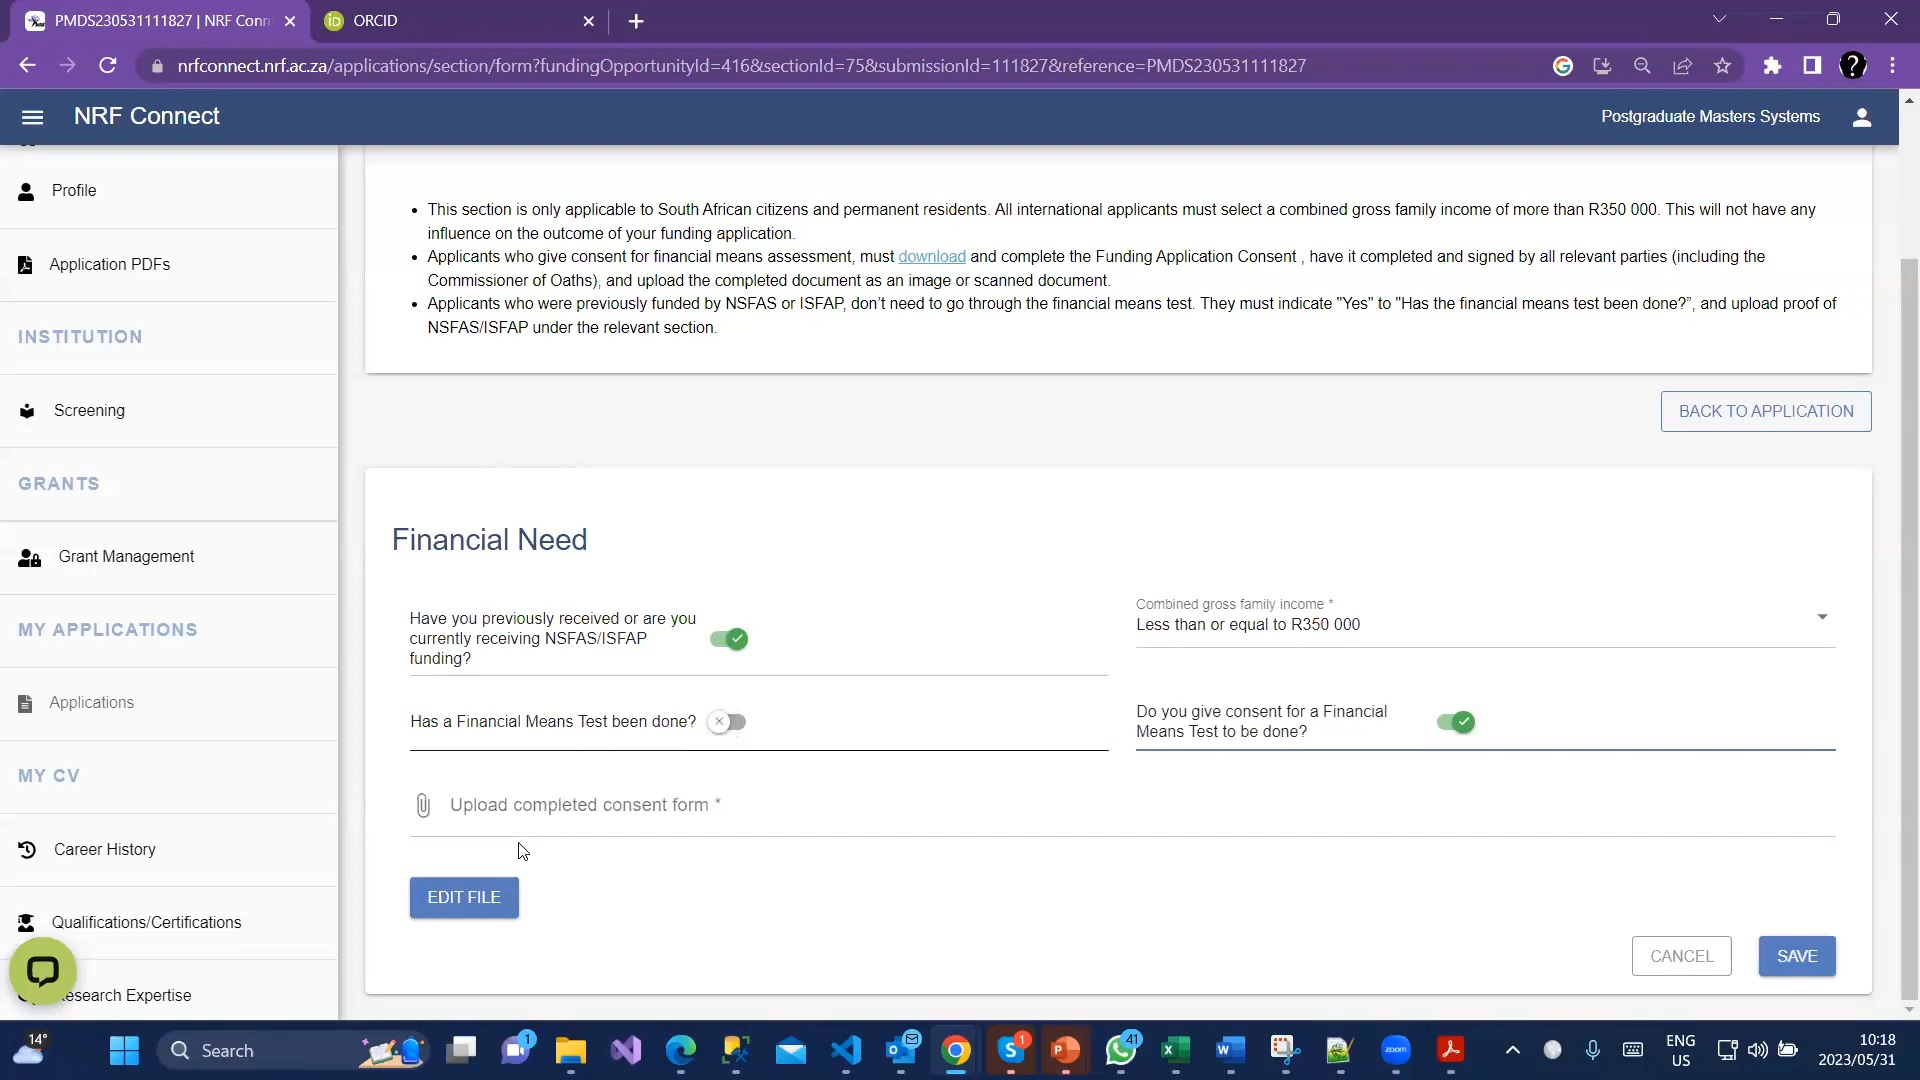 PMDS230531111827 | NRF Conn
ORCID
nrfconnect.nrf.ac.za/applications/section/form?fundingOpportunityId=416&sectionId=75&submissionId=111827&reference=PMDS230531111827
NRF Connect
Postgraduate Masters Systems
Profile
Application PDFs
INSTITUTION
Screening
GRANTS
Grant Management
MY APPLICATIONS
Applications
MY CV
Career History
Qualifications/Certifications
esearch Expertise
• This section is only applicable to South African citizens and permanent residents. All international applicants must select a combined gross family income of more than R350 000. This will not have any
influence on the outcome of your funding application.
• Applicants who give consent for financial means assessment, must download and complete the Funding Application Consent , have it completed and signed by all relevant parties (including the
Commissioner of Oaths), and upload the completed document as an image or scanned document.
• Applicants who were previously funded by NSFAS or ISFAP, don’t need to go through the financial means test. They must indicate "Yes" to "Has the financial means test been done?”, and upload proof of
NSFAS/ISFAP under the relevant section.
BACK TO APPLICATION
Financial Need
Have you previously received or are you
currently receiving NSFAS/ISFAP
funding?
Combined gross family income *
Less than or equal to R350 000
Has a Financial Means Test been done?
Do you give consent for a Financial
Means Test to be done?
Upload completed consent form *
EDIT FILE
CANCEL
SAVE
14°
Search
1
1
41
zoom
ENG
US
10:18
2023/05/31